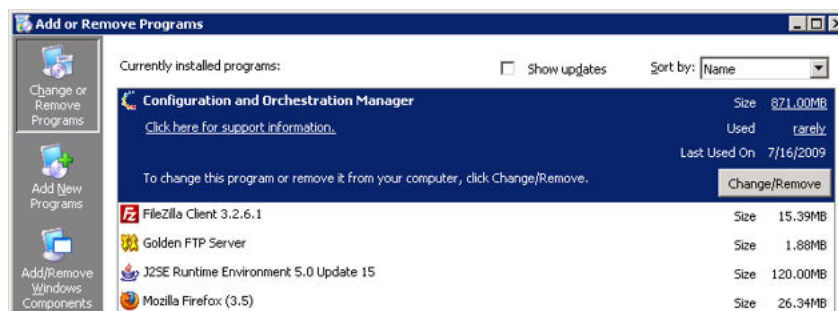 Add or Remove Programs
Change or
Remove
Programs
Add New
Programs
Add/Remove
Windows
Components
Currently installed programs:
Show updates
Sort by: Name
Configuration and Orchestration Manager
Size 871.00MB
Click here for support information.
Used rarely
Last Used On 7/16/2009
To change this program or remove it from your computer, click Change/Remove.
Change/Remove
FileZilla Client 3.2.6.1 Size 15.39MB
Golden FTP Server Size 1.88MB
J2SE Runtime Environment 5.0 Update 15 Size 120.00MB
Mozilla Firefox (3.5) Size 26.34MB